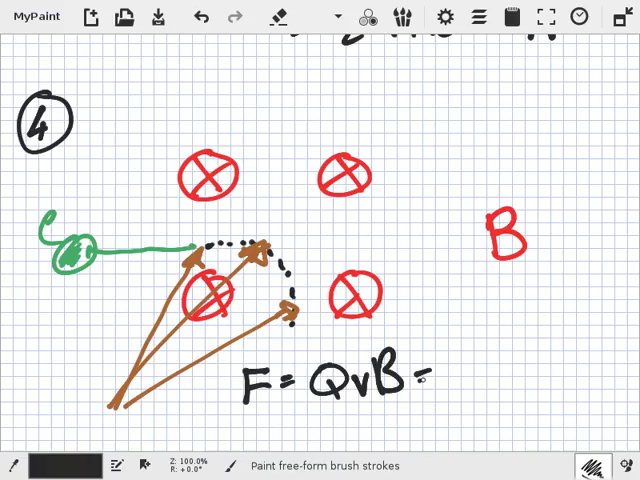 MyPaint
4
e
B
F = QvB =
Z: 100.0%
R: +0.0°
Paint free-form brush strokes